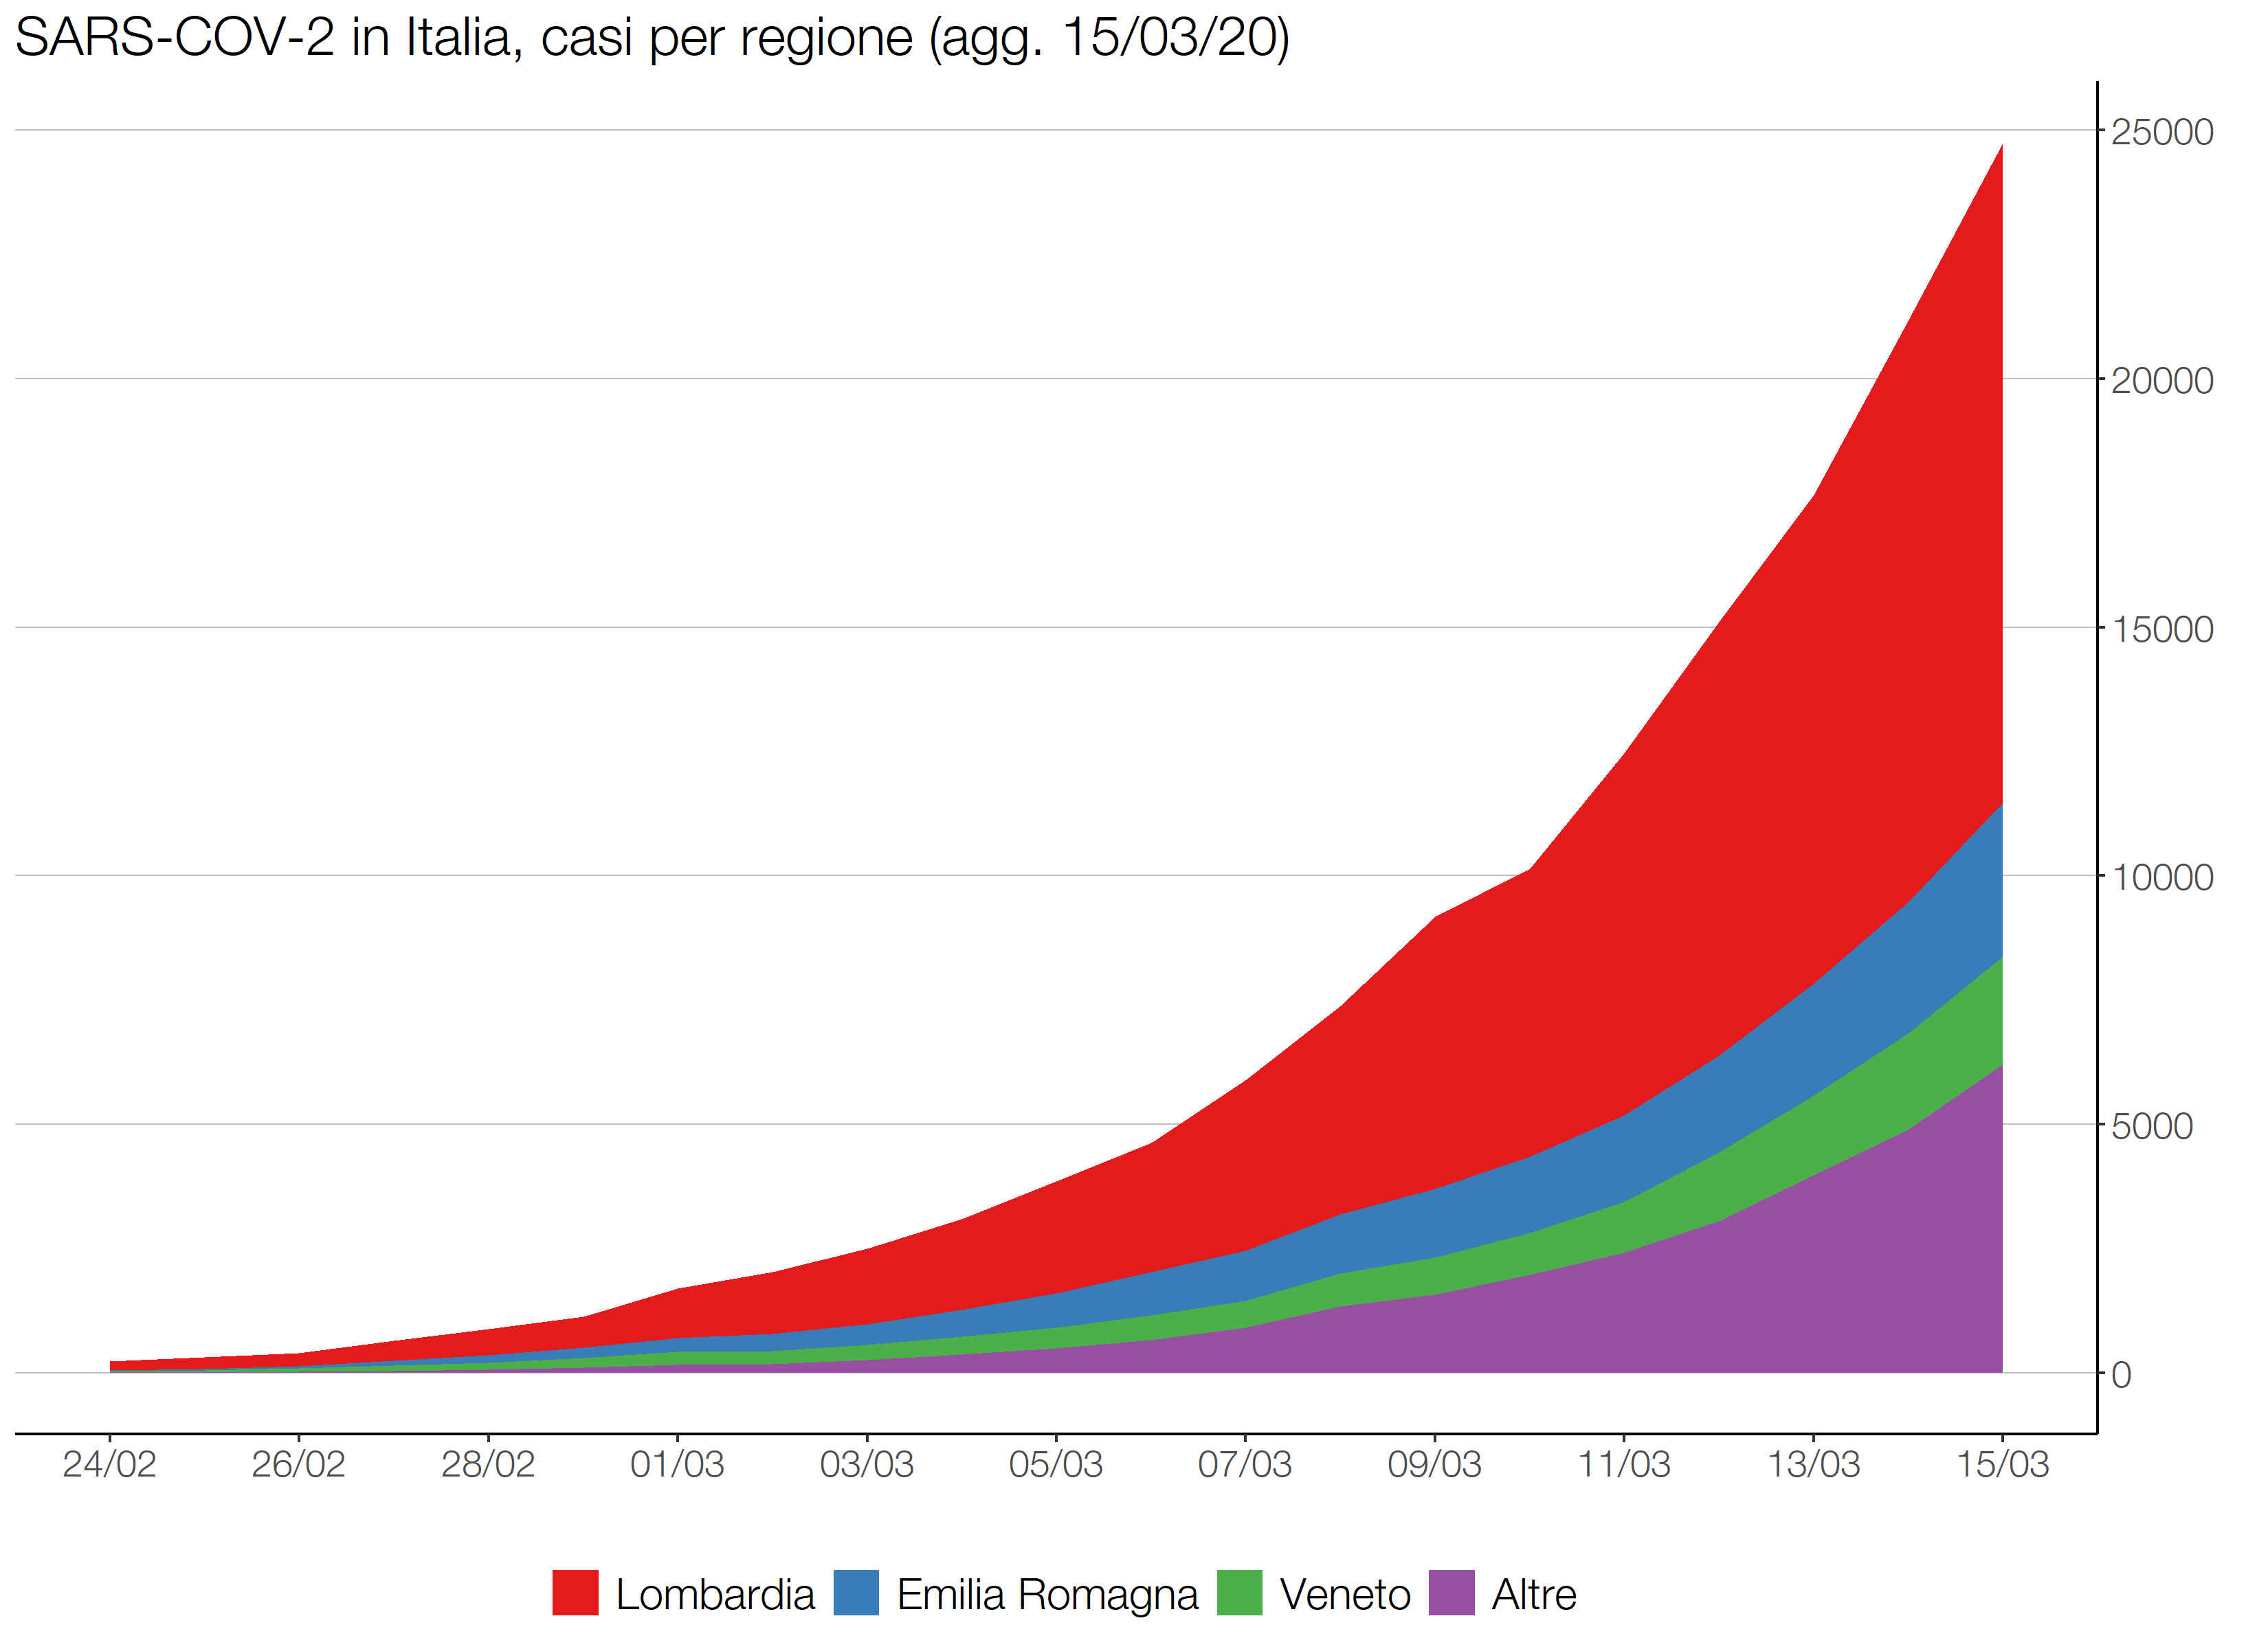 SARS-COV-2 in Italia, casi per regione (agg. 15/03/20)
25000
20000
15000
10000
5000
0
24/02 26/02 28/02 01/03 03/03 05/03 07/03 09/03 11/03 13/03 15/03
Lombardia Emilia Romagna Veneto Altre